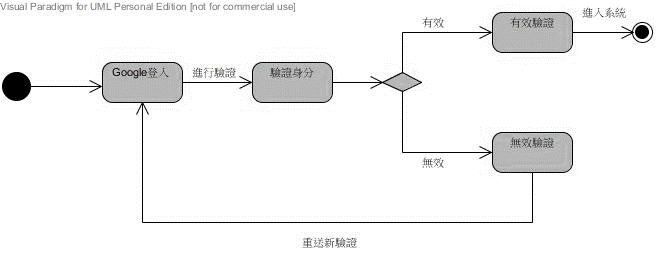 Visual Paradigm for UML Personal Edition [not for commercial use]
有效
進入系統
有效驗證
Google登入
進行驗證
驗證身分
無效驗證
無效
重送新驗證